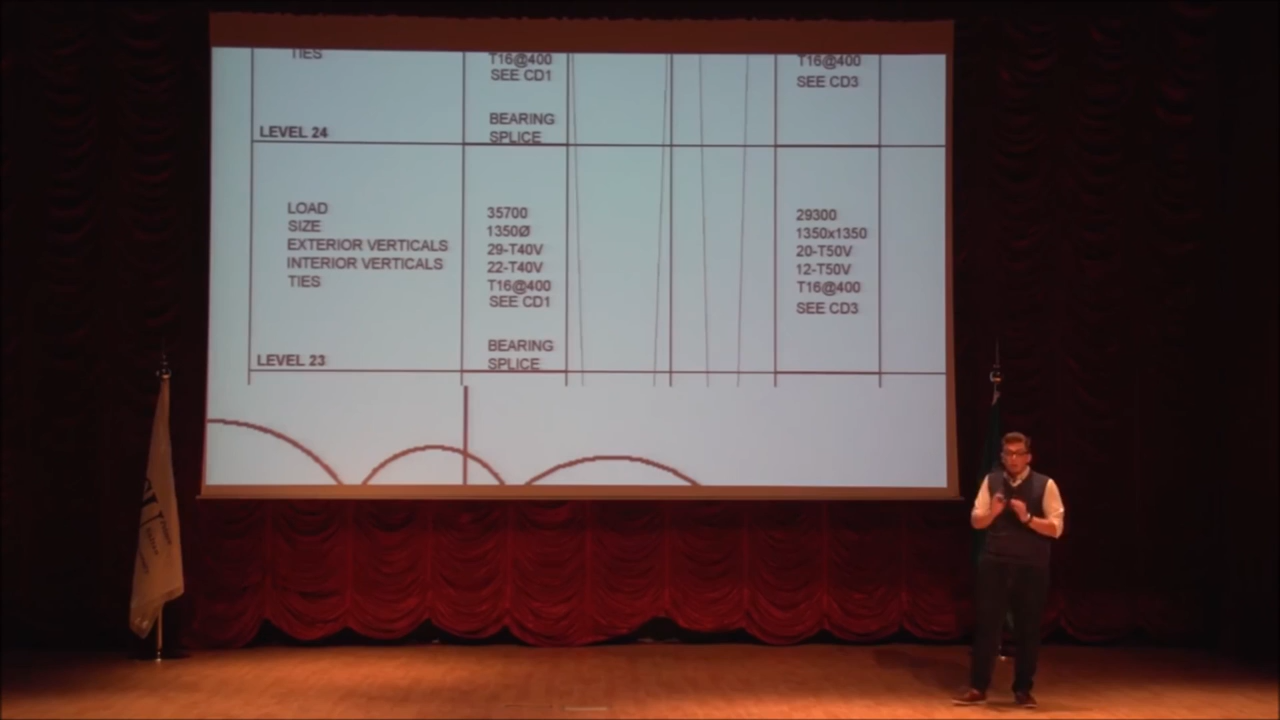 TIES T16@400 T16@400
SEE CD1 SEE CD3
BEARING
LEVEL 24 SPLICE
LOAD 35700 29300
SIZE 1350Ø 1350x1350
EXTERIOR VERTICALS 29-T40V 20-T50V
INTERIOR VERTICALS 22-T40V 12-T50V
TIES T16@400 T16@400
SEE CD1 SEE CD3
BEARING
LEVEL 23 SPLICE